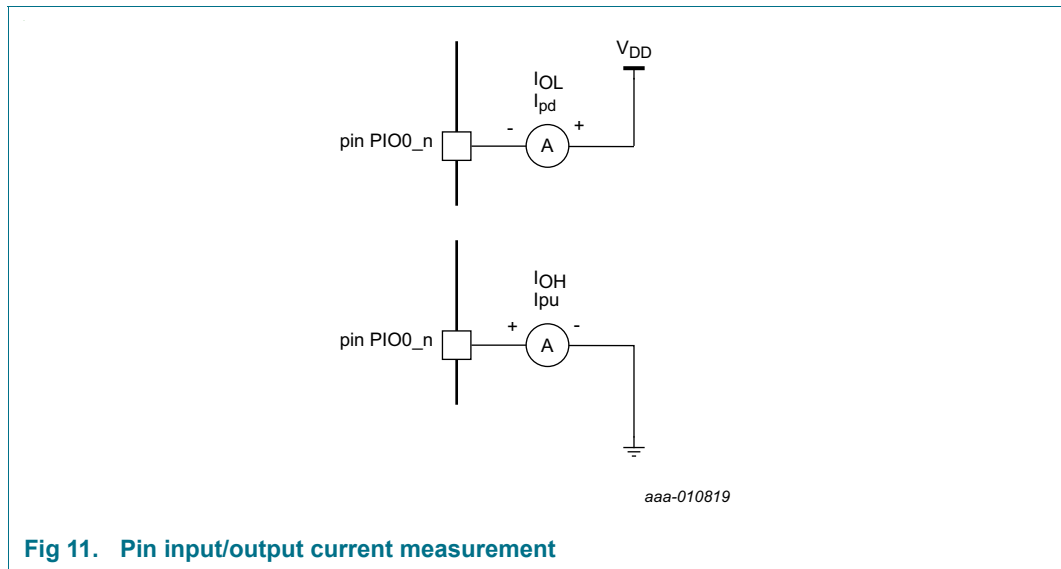 VDD
IOL
Ipd
- +
A
pin PIO0_n
IOH
Ipu
+ -
A
pin PIO0_n
aaa-010819
Fig 11. Pin input/output current measurement